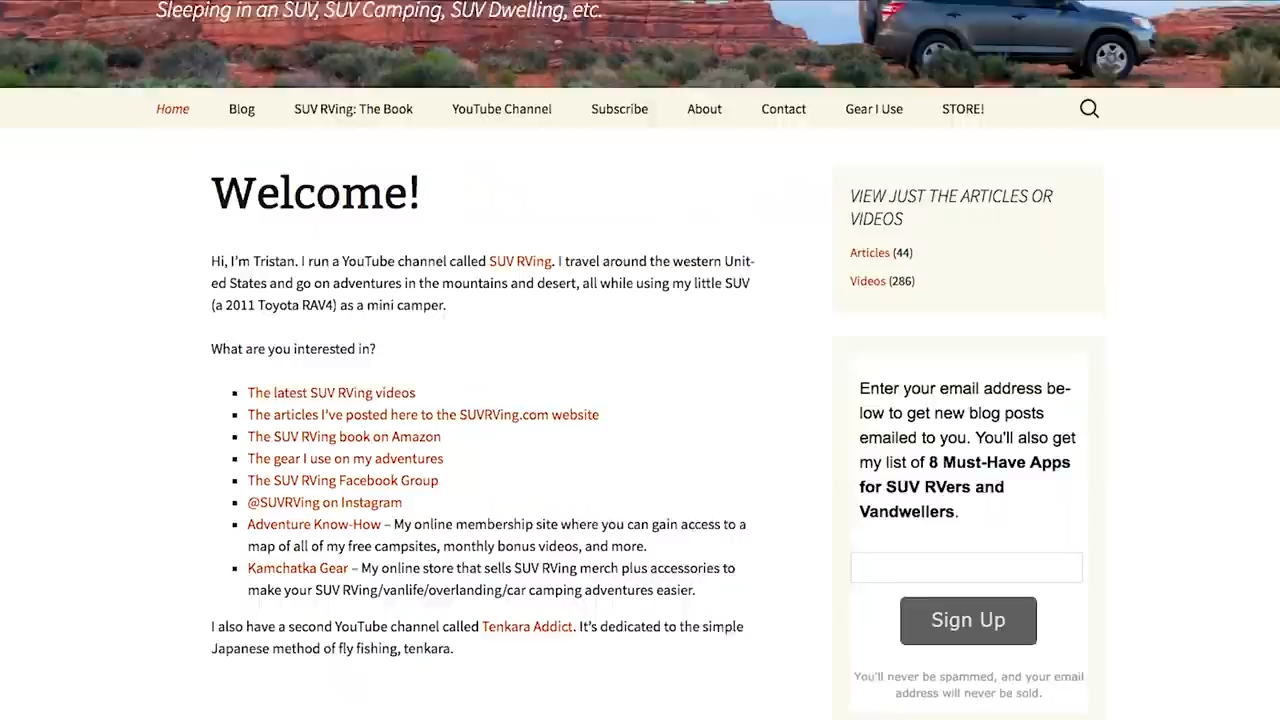 Sleeping in an SUV, SUV Camping, SUV Dwelling, etc.
Home Blog SUV RVing: The Book YouTube Channel Subscribe About Contact Gear I Use STORE!
Welcome!
Hi, I'm Tristan. I run a YouTube channel called SUV RVing. I travel around the western Unit-
ed States and go on adventures in the mountains and desert, all while using my little SUV
(a 2011 Toyota RAV4) as a mini camper.
What are you interested in?
The latest SUV RVing videos
The articles I've posted here to the SUVRVing.com website
The SUV RVing book on Amazon
The gear I use on my adventures
The SUV RVing Facebook Group
@SUVRVing on Instagram
Adventure Know-How – My online membership site where you can gain access to a
map of all of my free campsites, monthly bonus videos, and more.
Kamchatka Gear – My online store that sells SUV RVing merch plus accessories to
make your SUV RVing/vanlife/overlanding/car camping adventures easier.
I also have a second YouTube channel called Tenkara Addict. It's dedicated to the simple
Japanese method of fly fishing, tenkara.
VIEW JUST THE ARTICLES OR
VIDEOS
Articles (44)
Videos (286)
Enter your email address be-
low to get new blog posts
emailed to you. You'll also get
my list of 8 Must-Have Apps
for SUV RVers and
Vandwellers.
Sign Up
You'll never be spammed, and your email
address will never be sold.